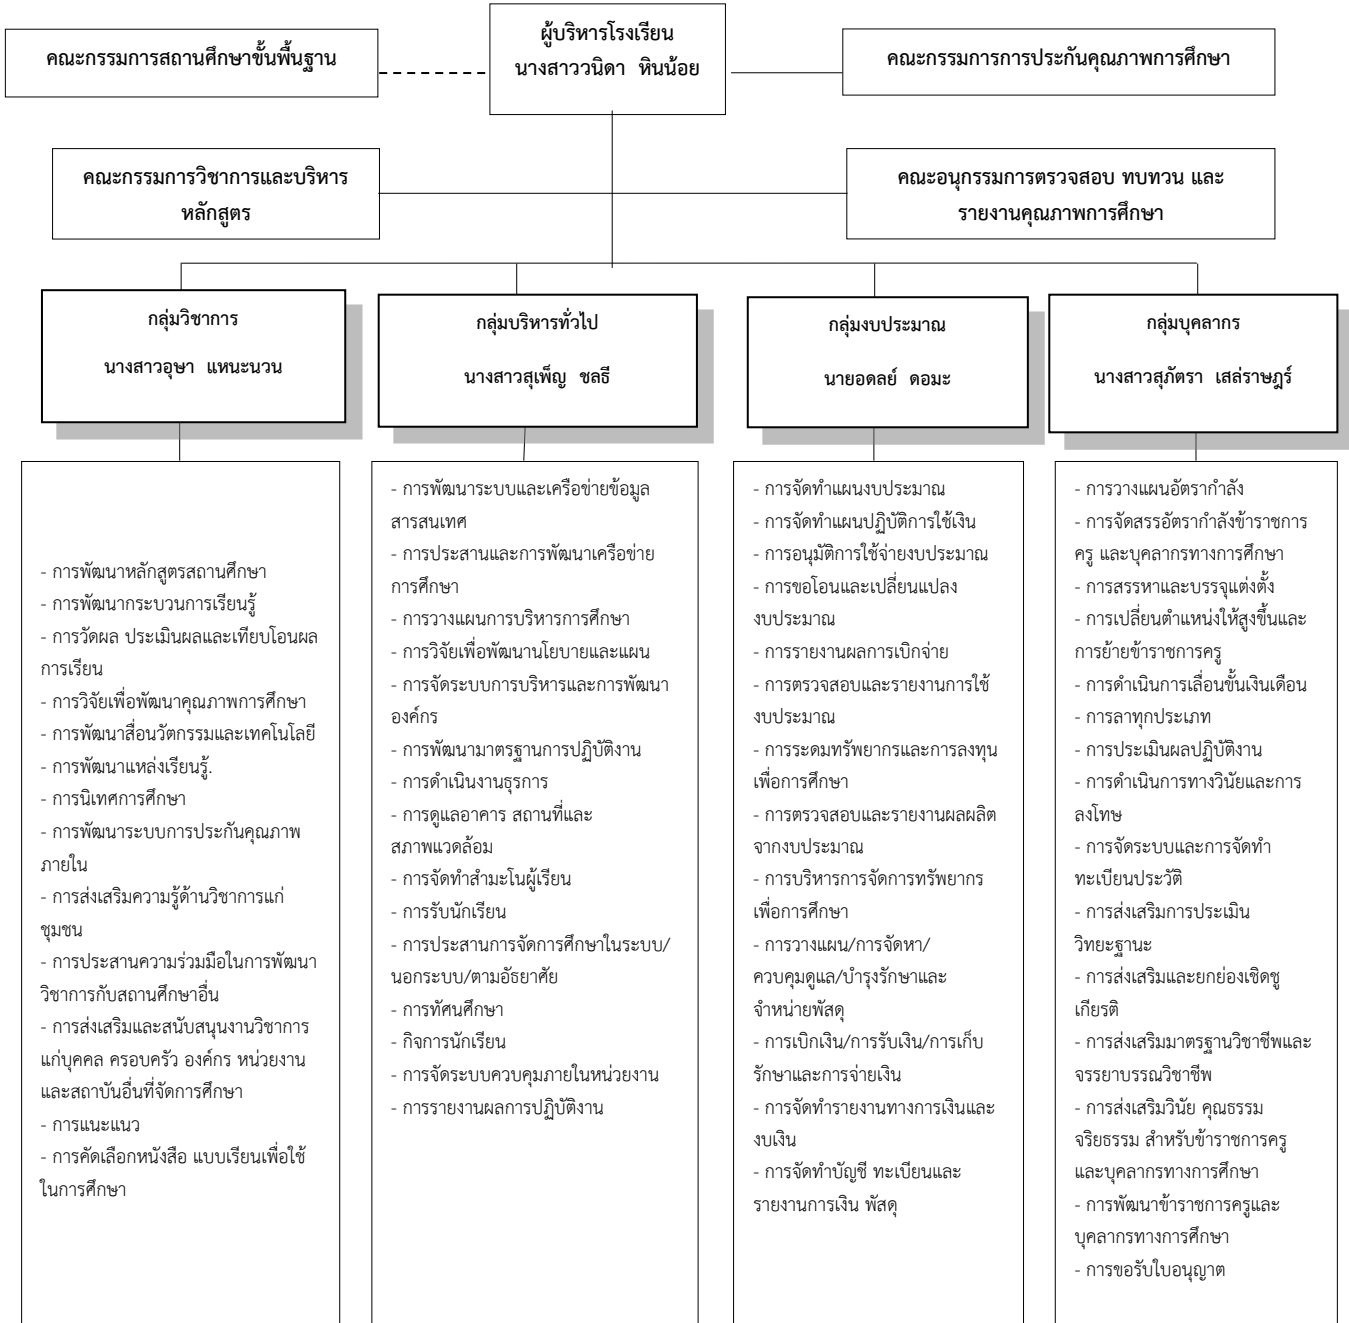 ผู้บริหารโรงเรียน
นางสาววนิดา  หินน้อย
คณะกรรมการสถานศึกษาขั้นพื้นฐาน
คณะกรรมการการประกันคุณภาพการศึกษา
คณะกรรมการวิชาการและบริหาร
หลักสูตร
คณะอนุกรรมการตรวจสอบ ทบทวน และ
รายงานคุณภาพการศึกษา
กลุ่มวิชาการ
นางสาวอุษา  แหนะนวน
กลุ่มบริหารทั่วไป
นางสาวสุเพ็ญ  ชลธี
กลุ่มงบประมาณ
นายอดลย์  ดอมะ
กลุ่มบุคลากร
นางสาวสุภัตรา  เสล่ราษฎร์
- การพัฒนาหลักสูตรสถานศึกษา
- การพัฒนากระบวนการเรียนรู้
- การวัดผล ประเมินผลและเทียบโอนผล
การเรียน
- การวิจัยเพื่อพัฒนาคุณภาพการศึกษา
- การพัฒนาสื่อนวัตกรรมและเทคโนโลยี
- การพัฒนาแหล่งเรียนรู้.
- การนิเทศการศึกษา
- การพัฒนาระบบการประกันคุณภาพ
ภายใน
- การส่งเสริมความรู้ด้านวิชาการแก่
ชุมชน
- การประสานความร่วมมือในการพัฒนา
วิชาการกับสถานศึกษาอื่น
- การส่งเสริมและสนับสนุนงานวิชาการ
แก่บุคคล ครอบครัว องค์กร หน่วยงาน
และสถาบันอื่นที่จัดการศึกษา
- การแนะแนว
- การคัดเลือกหนังสือ แบบเรียนเพื่อใช้
ในการศึกษา
- การพัฒนาระบบและเครือข่ายข้อมูล
สารสนเทศ
- การประสานและการพัฒนาเครือข่าย
การศึกษา
- การวางแผนการบริหารการศึกษา
- การวิจัยเพื่อพัฒนานโยบายและแผน
- การจัดระบบการบริหารและการพัฒนา
องค์กร
- การพัฒนามาตรฐานการปฏิบัติงาน
- การดำเนินงานธุรการ
- การดูแลอาคาร สถานที่และ
สภาพแวดล้อม
- การจัดทำสำมะโนผู้เรียน
- การรับนักเรียน
- การประสานการจัดการศึกษาในระบบ/
นอกระบบ/ตามอัธยาศัย
- การทัศนศึกษา
- กิจการนักเรียน
- การจัดระบบควบคุมภายในหน่วยงาน
- การรายงานผลการปฏิบัติงาน
- การจัดทำแผนงบประมาณ
- การจัดทำแผนปฏิบัติการใช้เงิน
- การอนุมัติการใช้จ่ายงบประมาณ
- การขอโอนและเปลี่ยนแปลง
งบประมาณ
- การรายงานผลการเบิกจ่าย
- การตรวจสอบและรายงานการใช้
งบประมาณ
- การระดมทรัพยากรและการลงทุน
เพื่อการศึกษา
- การตรวจสอบและรายงานผลผลิต
จากงบประมาณ
- การบริหารการจัดการทรัพยากร
เพื่อการศึกษา
- การวางแผน/การจัดหา/
ควบคุมดูแล/บำรุงรักษาและ
จำหน่ายพัสดุ
- การเบิกเงิน/การรับเงิน/การเก็บ
รักษาและการจ่ายเงิน
- การจัดทำรายงานทางการเงินและ
งบเงิน
- การจัดทำบัญชี ทะเบียนและ
รายงานการเงิน พัสดุ
- การวางแผนอัตรากำลัง
- การจัดสรรอัตรากำลังข้าราชการ
ครู และบุคลากรทางการศึกษา
- การสรรหาและบรรจุแต่งตั้ง
- การเปลี่ยนตำแหน่งให้สูงขึ้นและ
การย้ายข้าราชการครู
- การดำเนินการเลื่อนขั้นเงินเดือน
- การลาทุกประเภท
- การประเมินผลปฏิบัติงาน
- การดำเนินการทางวินัยและการ
ลงโทษ
- การจัดระบบและการจัดทำ
ทะเบียนประวัติ
- การส่งเสริมการประเมิน
วิทยะฐานะ
- การส่งเสริมและยกย่องเชิดชู
เกียรติ
- การส่งเสริมมาตรฐานวิชาชีพและ
จรรยาบรรณวิชาชีพ
- การส่งเสริมวินัย คุณธรรม
จริยธรรม สำหรับข้าราชการครู
และบุคลากรทางการศึกษา
- การพัฒนาข้าราชการครูและ
บุคลากรทางการศึกษา
- การขอรับใบอนุญาต